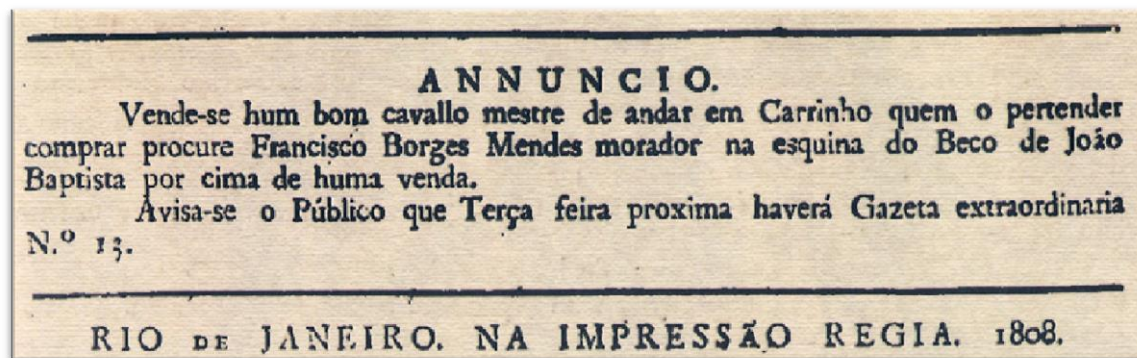 ANNUNCIO.
Vende-se hum bom cavallo mestre de andar em Carrinho quem o pertender
comprar procure Francisco Borges Mendes morador na esquina do Beco de João
Baptista por cima de huma venda.
Avisa-se o Público que Terça feira proxima haverá Gazeta extraordinaria
N.º 13.
RIO DE JANEIRO. NA IMPRESSÃO REGIA. 1808.